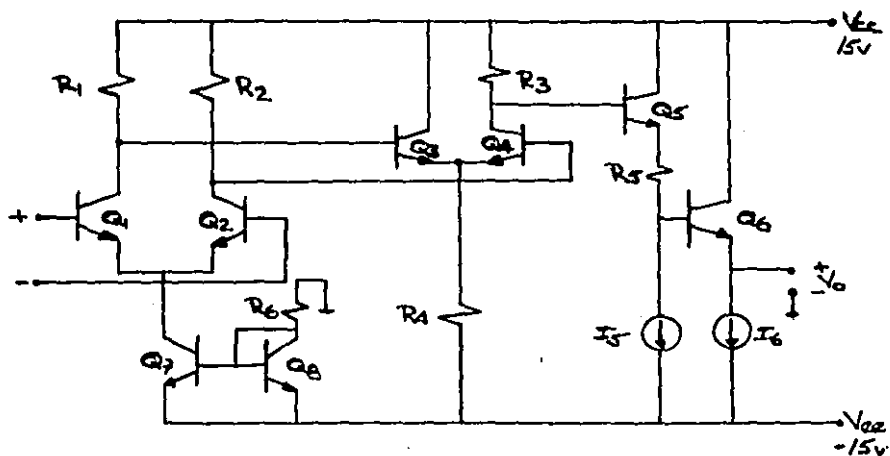 Vcc
15v
R1
R2
R3
Q3
Q4
Q5
R5
+
Q1
Q2
Q6
-
R6
R4
+
-
Vo
Q7
Q8
I5
I6
Vee
-15v